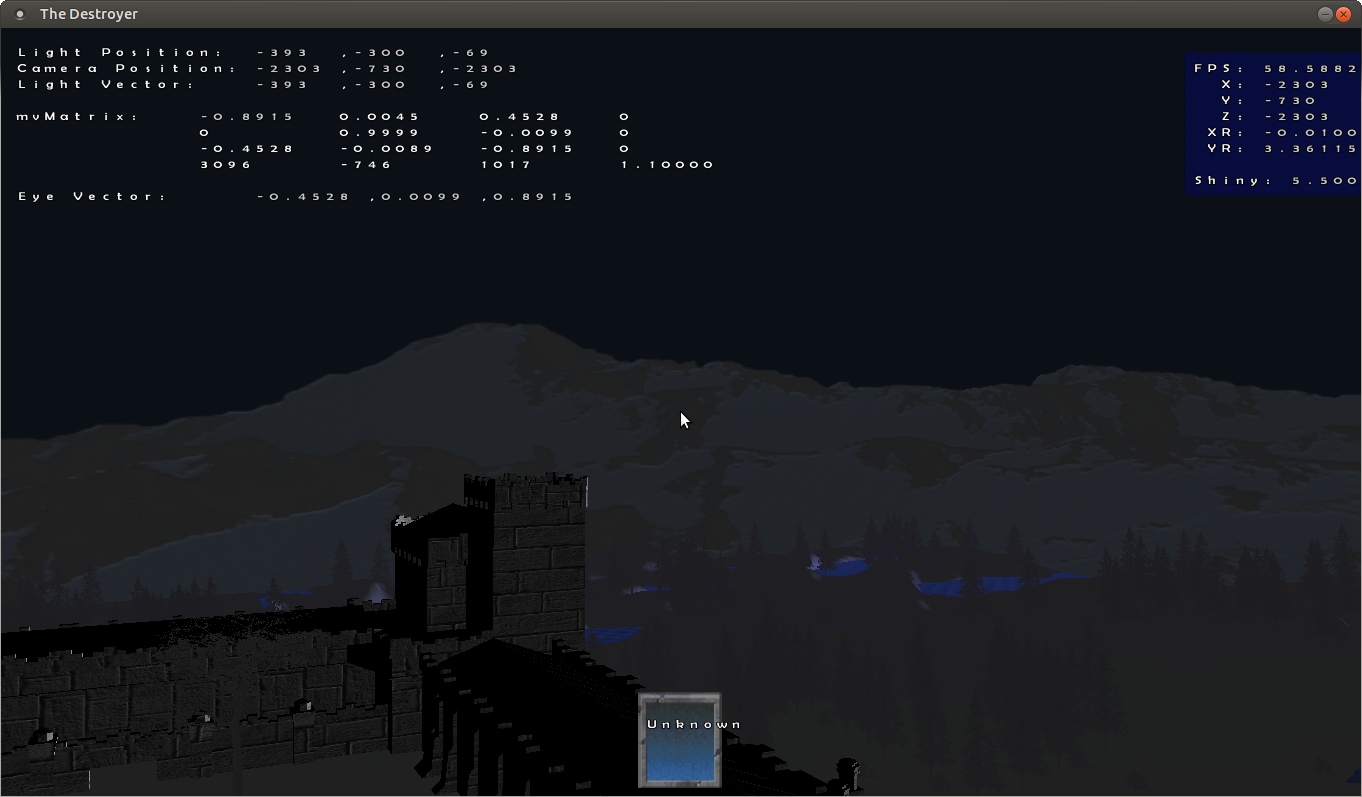 The Destroyer
Light Position: -393 ,-300 ,-69
Camera Position: -2303 ,-730 ,-2303
Light Vector: -393 ,-300 ,-69
mvMatrix: -0.8915 0.0045 0.4528 0
0 0.9999 -0.0099 0
-0.4528 -0.0089 -0.8915 0
3096 -746 1017 1.10000
Eye Vector: -0.4528 ,0.0099 ,0.8915
FPS: 58.5882
X: -2303
Y: -730
Z: -2303
XR: -0.0100
YR: 3.36115
Shiny: 5.500
Unknown